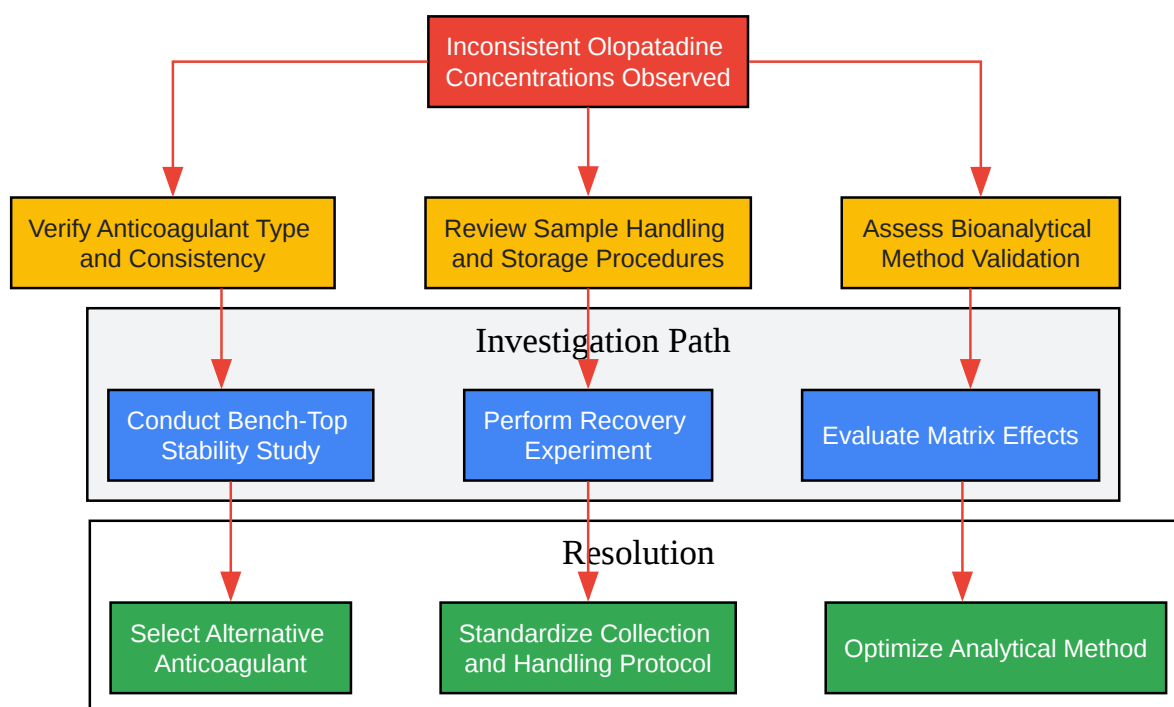 Inconsistent Olopatadine
Concentrations Observed
Verify Anticoagulant Type
and Consistency
Review Sample Handling
and Storage Procedures
Assess Bioanalytical
Method Validation
Investigation Path
Conduct Bench-Top
Stability Study
Perform Recovery
Experiment
Evaluate Matrix Effects
Resolution
Select Alternative
Anticoagulant
Standardize Collection
and Handling Protocol
Optimize Analytical Method